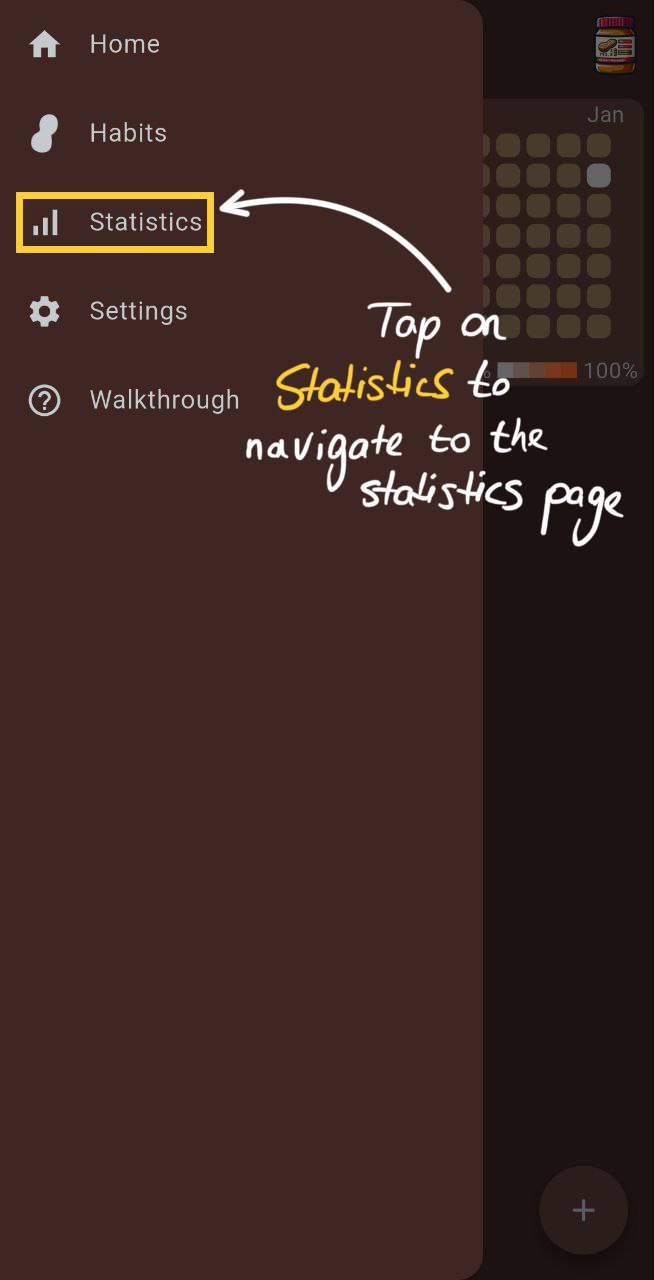 Home
Jan
Habits
Statistics
Settings
Tap on
Statistics to
100%
Walkthrough
navigate to the
statistics page
+